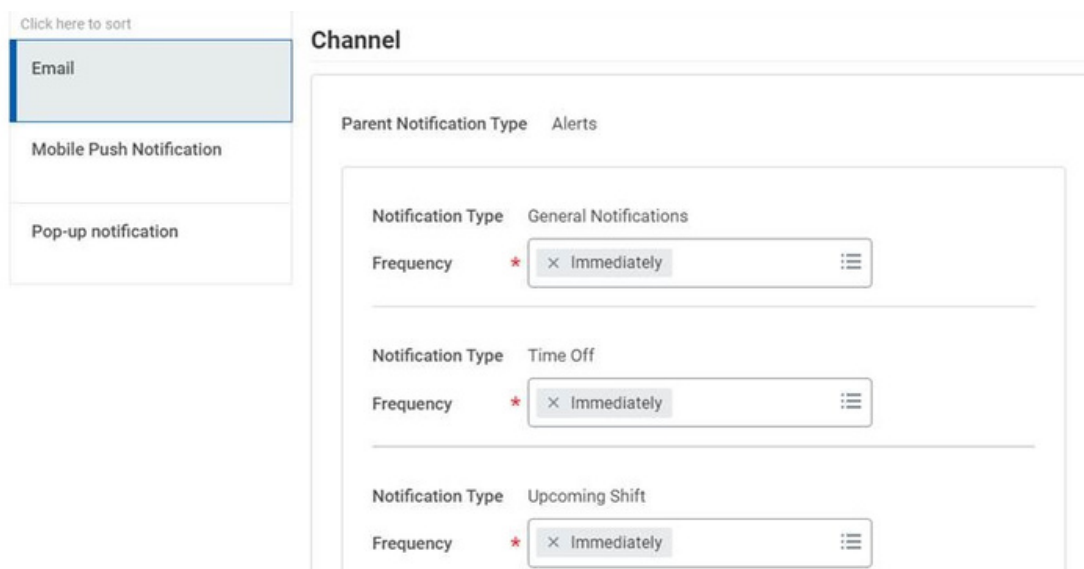 Click here to sort
Email
Mobile Push Notification
Pop-up notification
Channel
Parent Notification Type Alerts
Notification Type General Notifications
Frequency * × Immediately
Notification Type Time Off
Frequency * × Immediately
Notification Type Upcoming Shift
Frequency * × Immediately